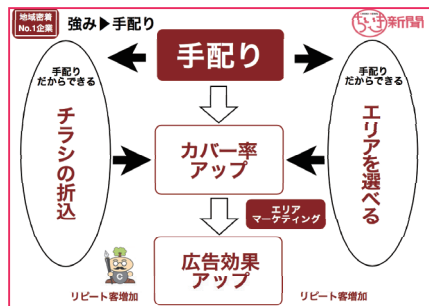 地域密着
No.1企業
強み▶手配り
ちいき新聞
手配り
手配り
だからできる
チラシの折込
手配り
だからできる
エリアを選べる
カバー率
アップ
エリア
マーケティング
広告効果
アップ
C
リピート客増加
リピート客増加